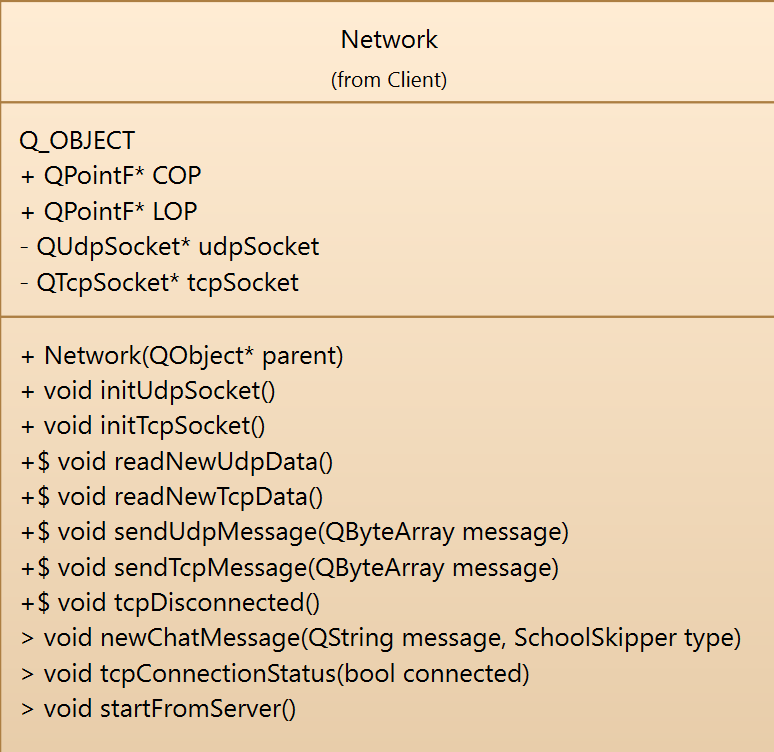 Network
(from Client)
Q_OBJECT
+ QPointF* COP
+ QPointF* LOP
- QUdpSocket* udpSocket
- QTcpSocket* tcpSocket
+ Network(QObject* parent)
+ void initUdpSocket()
+ void initTcpSocket()
+$ void readNewUdpData()
+$ void readNewTcpData()
+$ void sendUdpMessage(QByteArray message)
+$ void sendTcpMessage(QByteArray message)
+$ void tcpDisconnected()
> void newChatMessage(QString message, SchoolSkipper type)
> void tcpConnectionStatus(bool connected)
> void startFromServer()